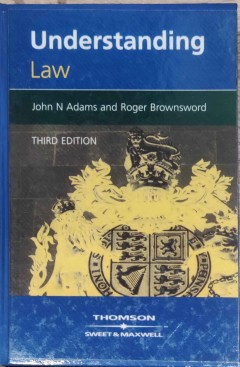 Understanding
Law
John N Adams and Roger Brownsword
THIRD EDITION
THOMSON
SWEET & MAXWELL